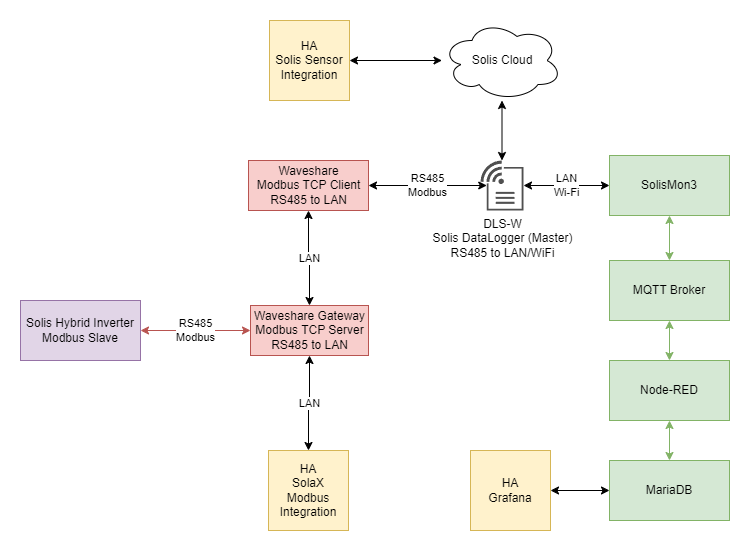 HA
Solis Sensor
Integration
Solis Cloud
Waveshare
Modbus TCP Client
RS485 to LAN
RS485
Modbus
LAN
Wi-Fi
SolisMon3
DLS-W
Solis DataLogger (Master)
RS485 to LAN/WiFi
LAN
MQTT Broker
Solis Hybrid Inverter
Modbus Slave
RS485
Modbus
Waveshare Gateway
Modbus TCP Server
RS485 to LAN
Node-RED
LAN
HA
SolaX
Modbus
Integration
HA
Grafana
MariaDB